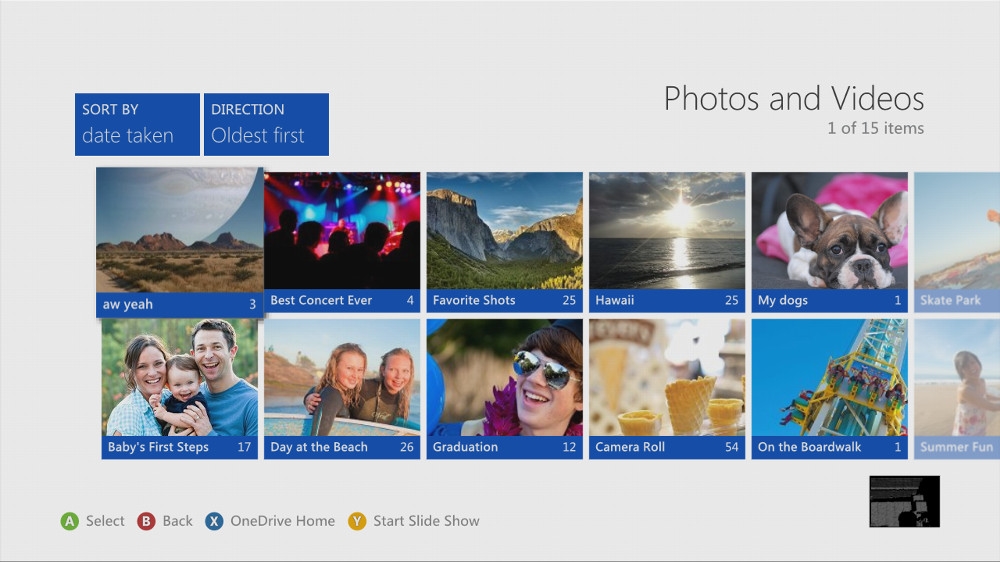 SORT BY
date taken
DIRECTION
Oldest first
Photos and Videos
1 of 15 items
aw yeah 3
Best Concert Ever 4
Favorite Shots 25
Hawaii 25
My dogs 1
Skate Park
Baby's First Steps 17
Day at the Beach 26
Graduation 12
Camera Roll 54
On the Boardwalk 1
Summer Fun
A Select
B Back
X OneDrive Home
Y Start Slide Show